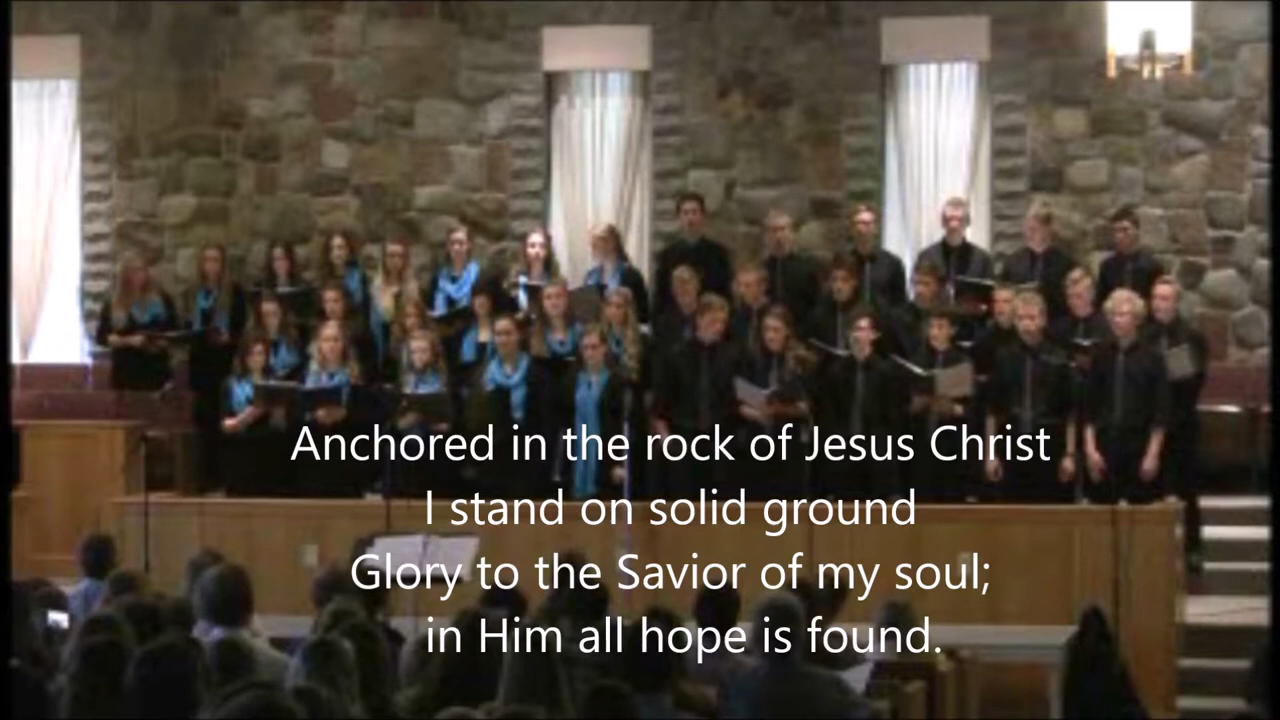 Anchored in the rock of Jesus Christ
I stand on solid ground
Glory to the Savior of my soul;
in Him all hope is found.